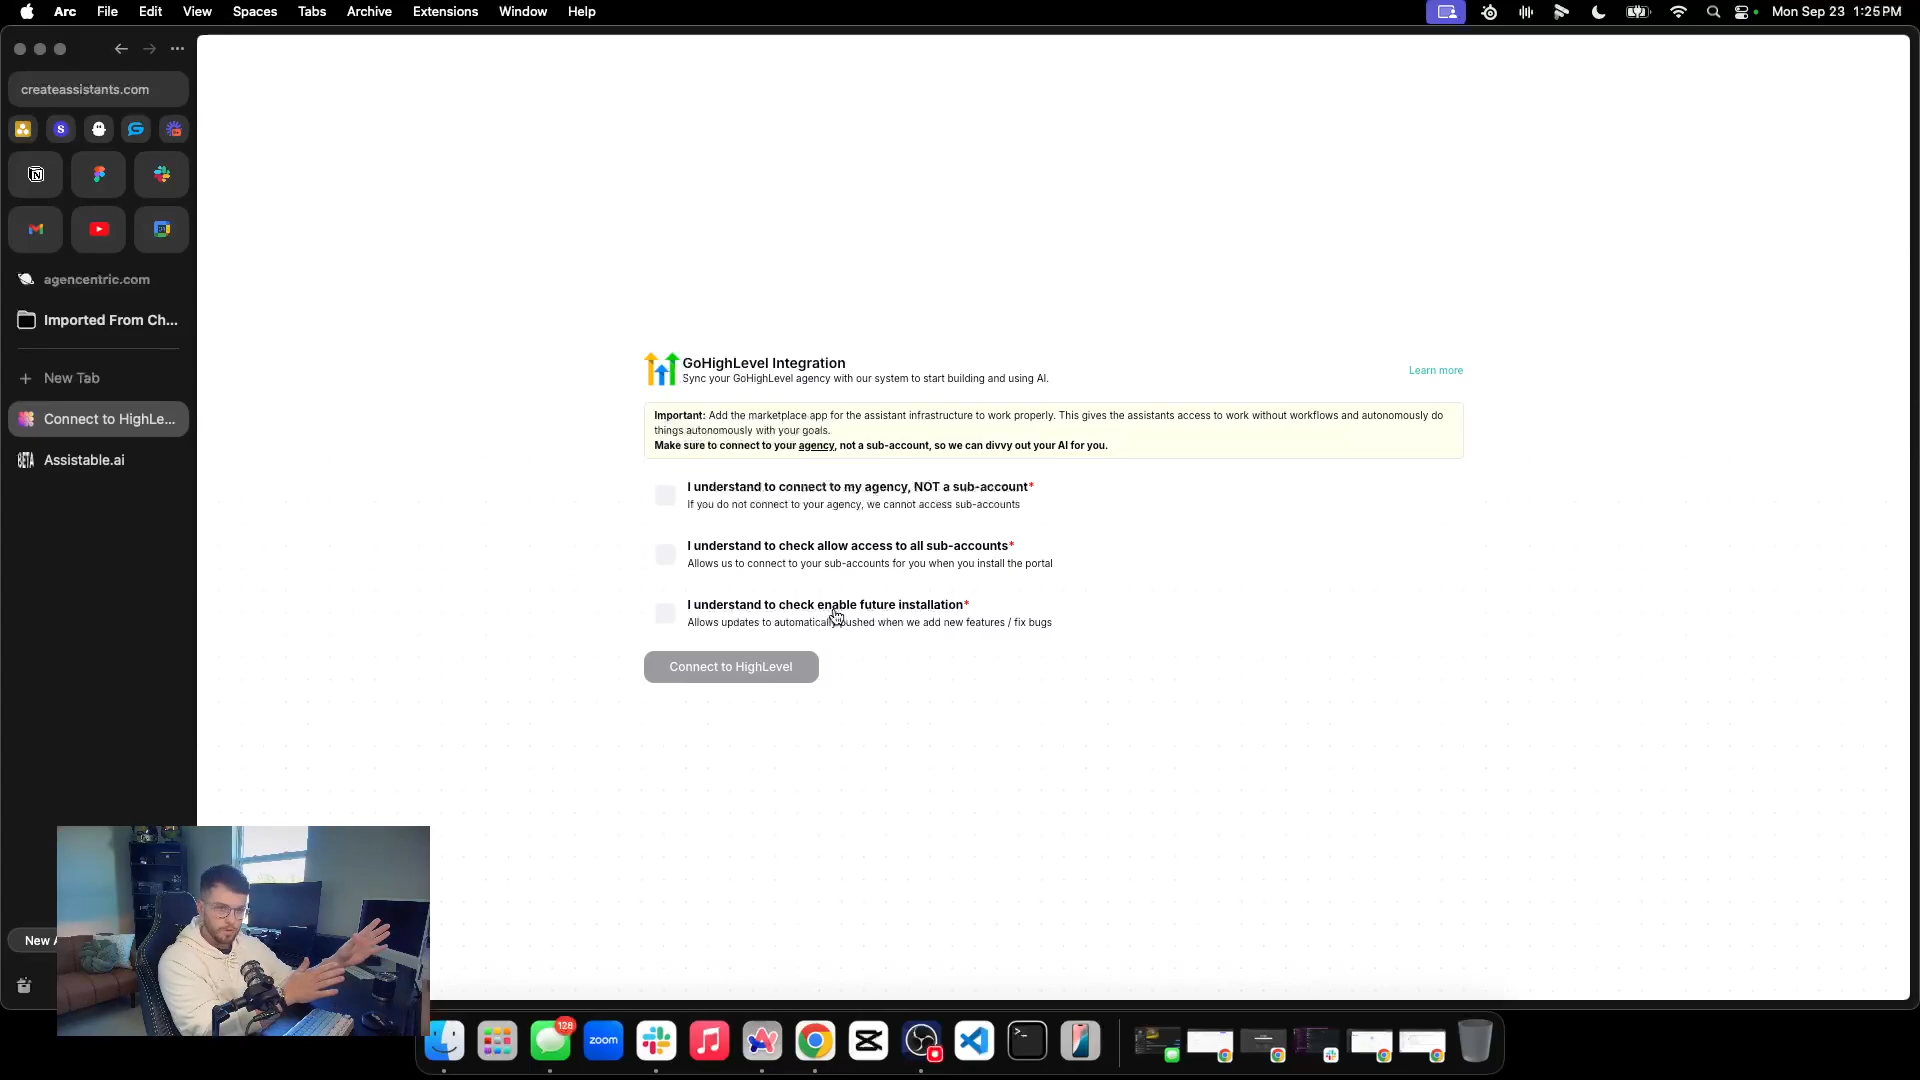 Arc File Edit View Spaces Tabs Archive Extensions Window Help
Mon Sep 23 1:25 PM
createassistants.com
S
agencentric.com
Imported From Ch...
+ New Tab
Connect to HighLe...
BETA Assistable.ai
New
GoHighLevel Integration
Sync your GoHighLevel agency with our system to start building and using AI.
Learn more
Important: Add the marketplace app for the assistant infrastructure to work properly. This gives the assistants access to work without workflows and autonomously do
things autonomously with your goals.
Make sure to connect to your agency, not a sub-account, so we can divvy out your AI for you.
I understand to connect to my agency, NOT a sub-account*
If you do not connect to your agency, we cannot access sub-accounts
I understand to check allow access to all sub-accounts*
Allows us to connect to your sub-accounts for you when you install the portal
I understand to check enable future installation*
Allows updates to automatically pushed when we add new features / fix bugs
Connect to HighLevel
128
zoom